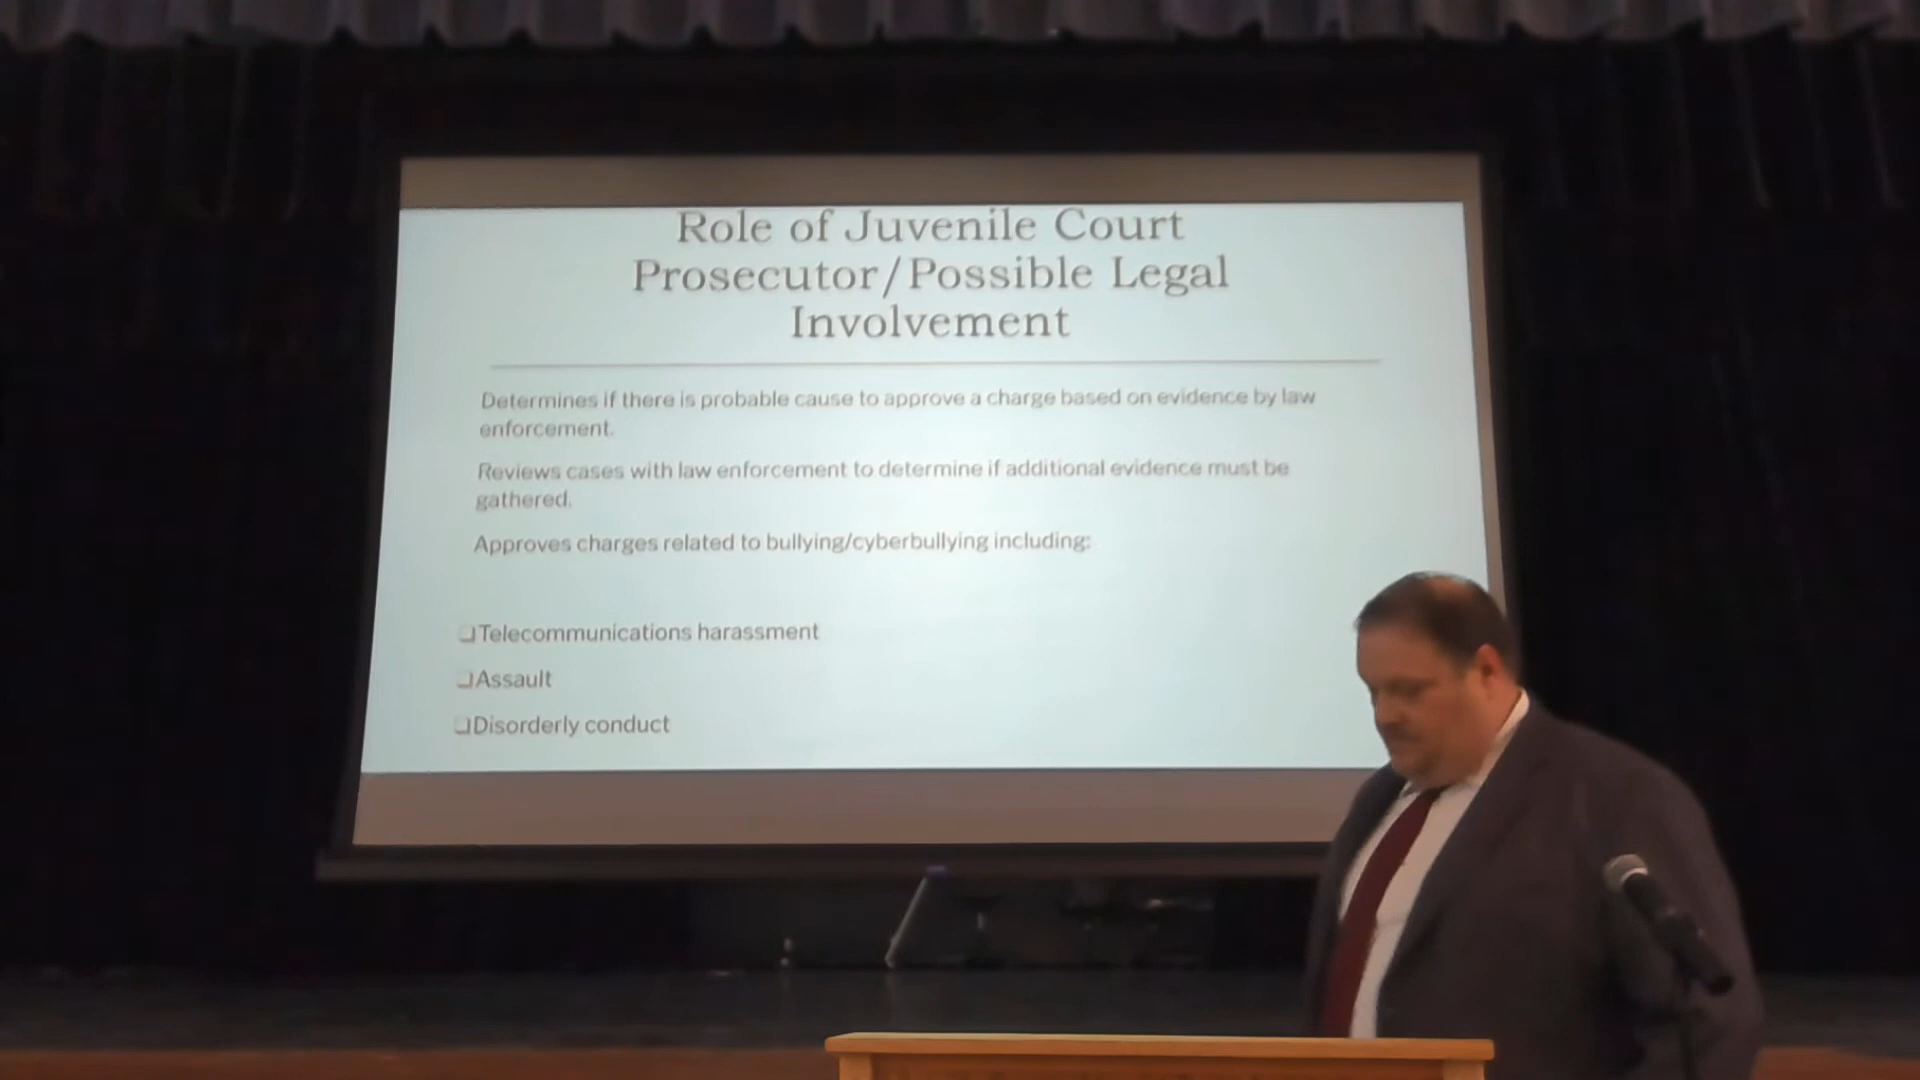 Role of Juvenile Court
Prosecutor/Possible Legal
Involvement
Determines if there is probable cause to approve a charge based on evidence by law
enforcement.
Reviews cases with law enforcement to determine if additional evidence must be
gathered.
Approves charges related to bullying/cyberbullying including:
❑Telecommunications harassment
❑Assault
❑Disorderly conduct